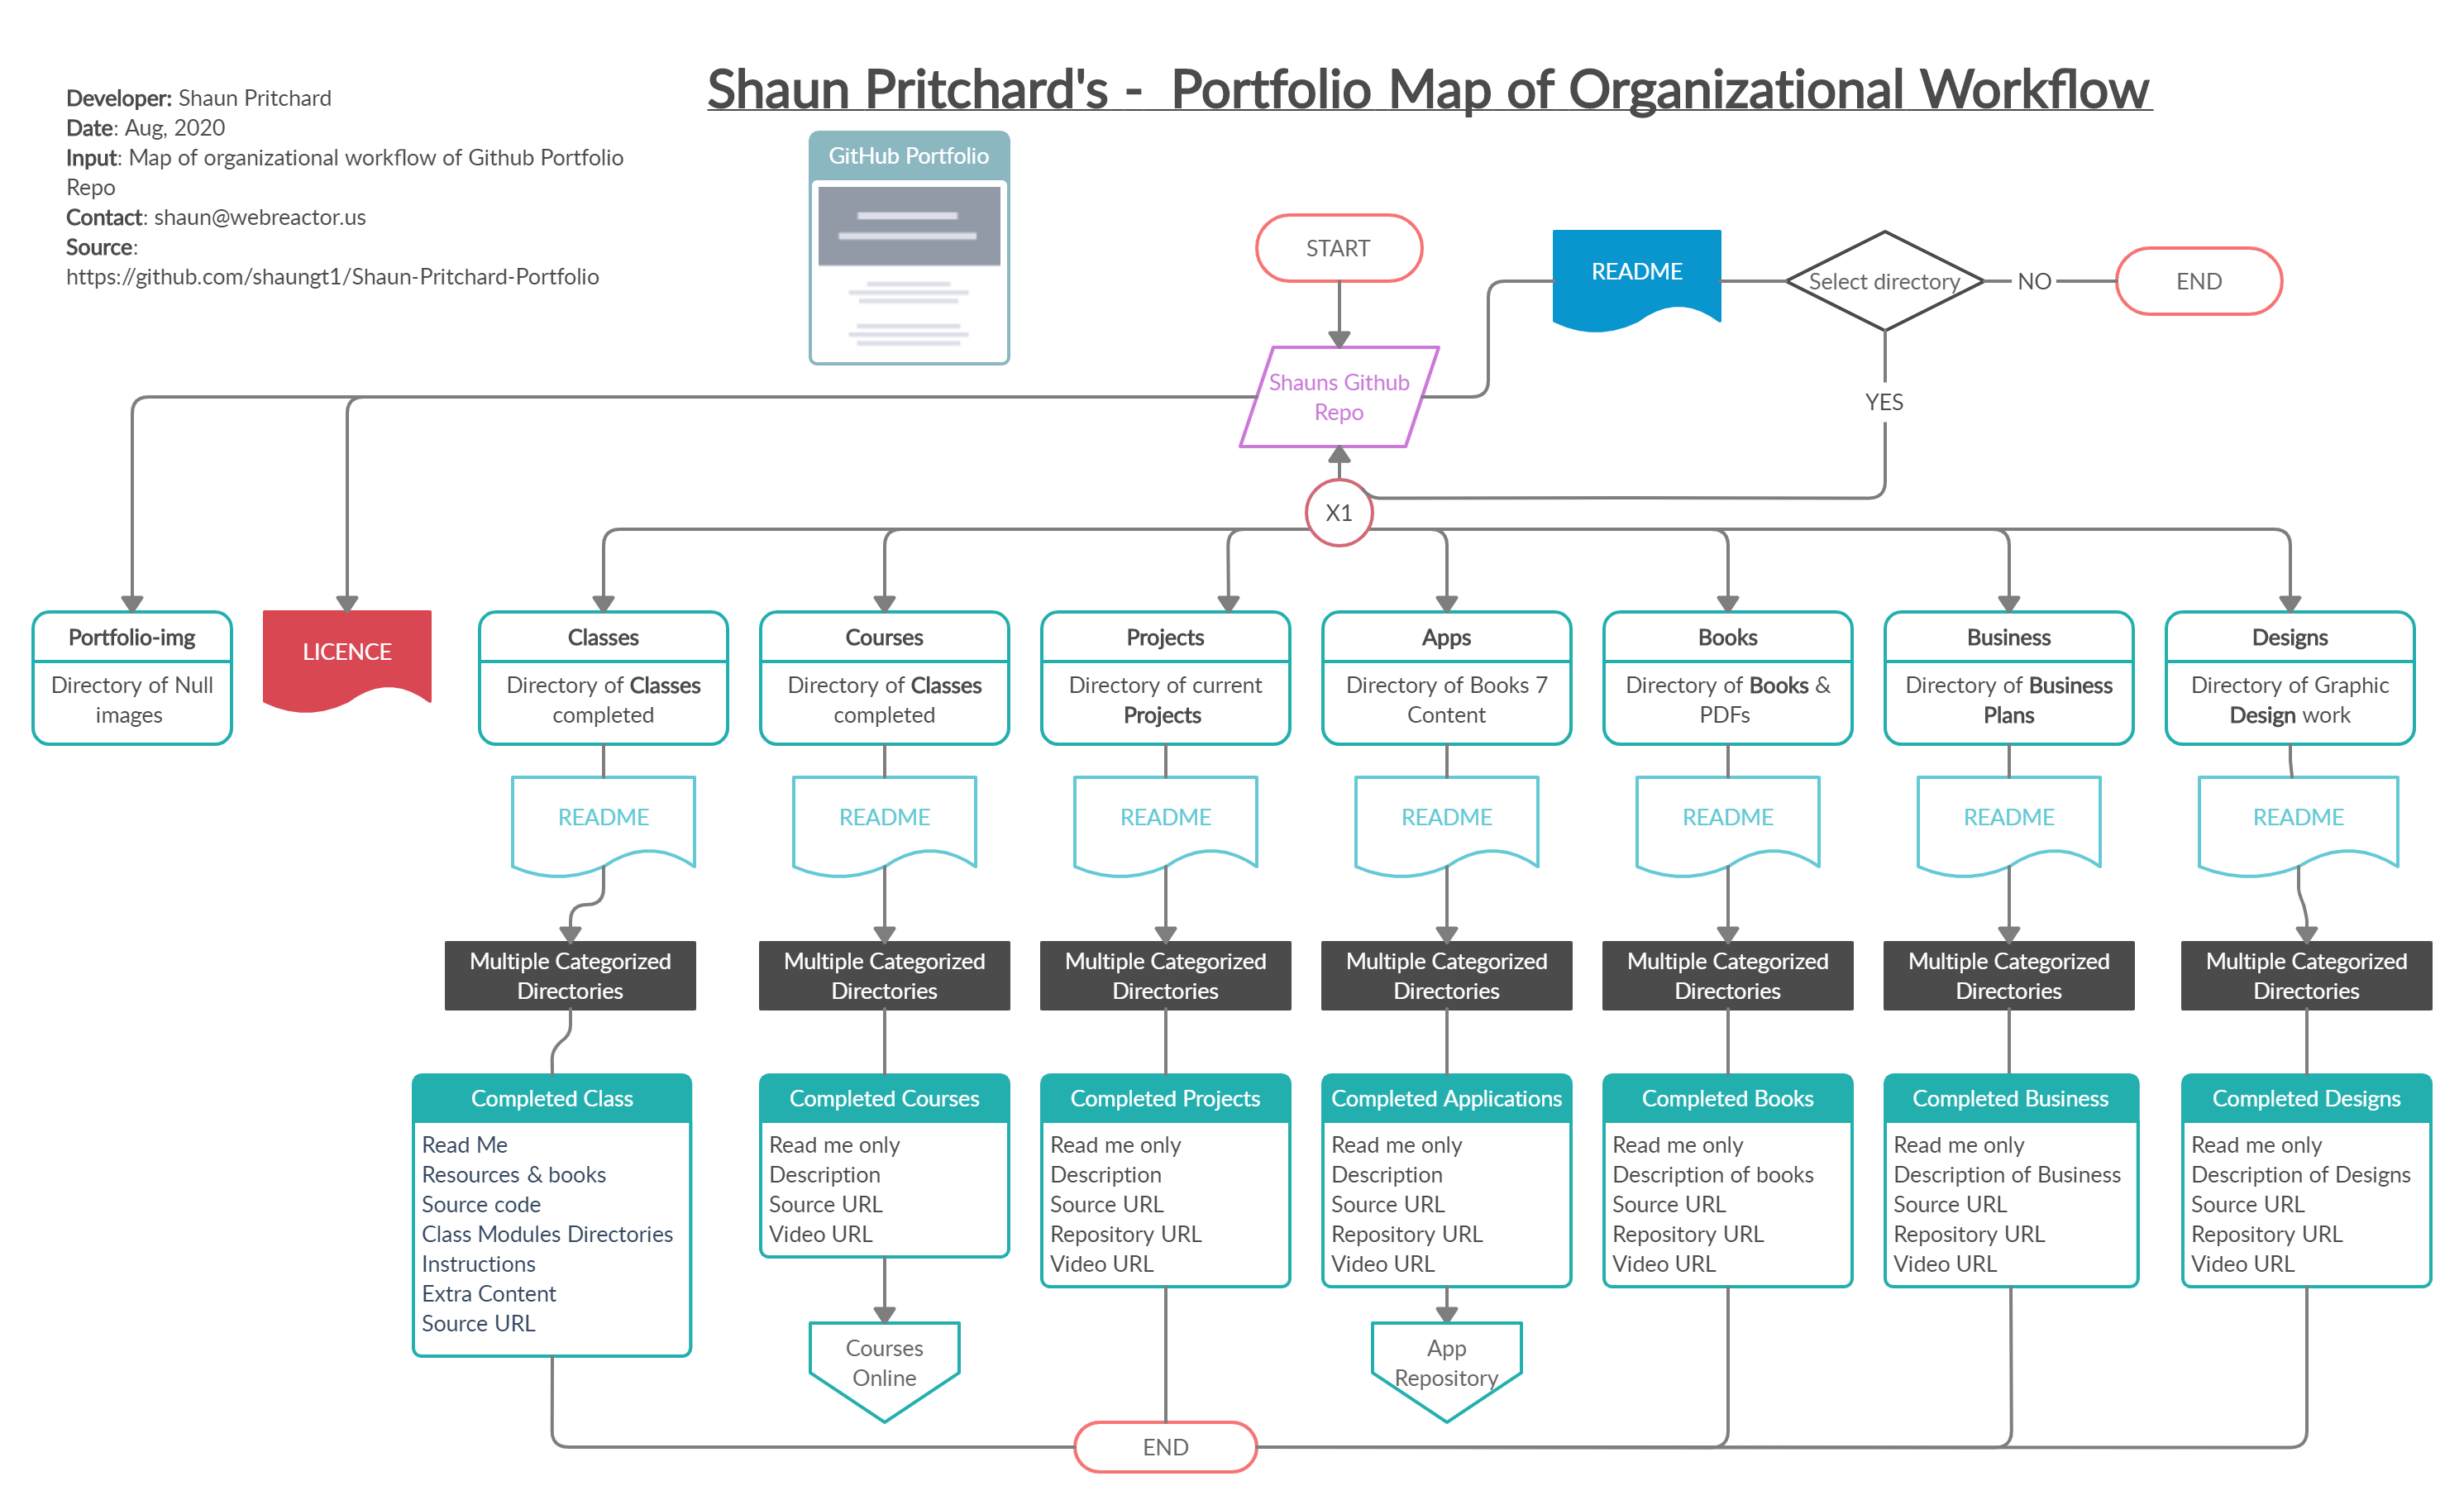 Shaun Pritchard's -  Portfolio Map of Organizational Workflow
Developer: Shaun Pritchard
Date: Aug, 2020
Input: Map of organizational workflow of Github Portfolio
Repo
Contact: shaun@webreactor.us
Source:
https://github.com/shaungt1/Shaun-Pritchard-Portfolio
GitHub Portfolio
START
README
Select directory
NO
END
Shauns Github
Repo
YES
X1
Portfolio-img
Directory of Null
images
LICENCE
Classes
Directory of Classes
completed
Courses
Directory of Classes
completed
Projects
Directory of current
Projects
Apps
Directory of Books 7
Content
Books
Directory of Books &
PDFs
Business
Directory of Business
Plans
Designs
Directory of Graphic
Design work
README
README
README
README
README
README
README
Multiple Categorized
Directories
Multiple Categorized
Directories
Multiple Categorized
Directories
Multiple Categorized
Directories
Multiple Categorized
Directories
Multiple Categorized
Directories
Multiple Categorized
Directories
Completed Class
Read Me
Resources & books
Source code
Class Modules Directories
Instructions
Extra Content
Source URL
Completed Courses
Read me only
Description
Source URL
Video URL
Completed Projects
Read me only
Description
Source URL
Repository URL
Video URL
Completed Applications
Read me only
Description
Source URL
Repository URL
Video URL
Completed Books
Read me only
Description of books
Source URL
Repository URL
Video URL
Completed Business
Read me only
Description of Business
Source URL
Repository URL
Video URL
Completed Designs
Read me only
Description of Designs
Source URL
Repository URL
Video URL
Courses
Online
App
Repository
END